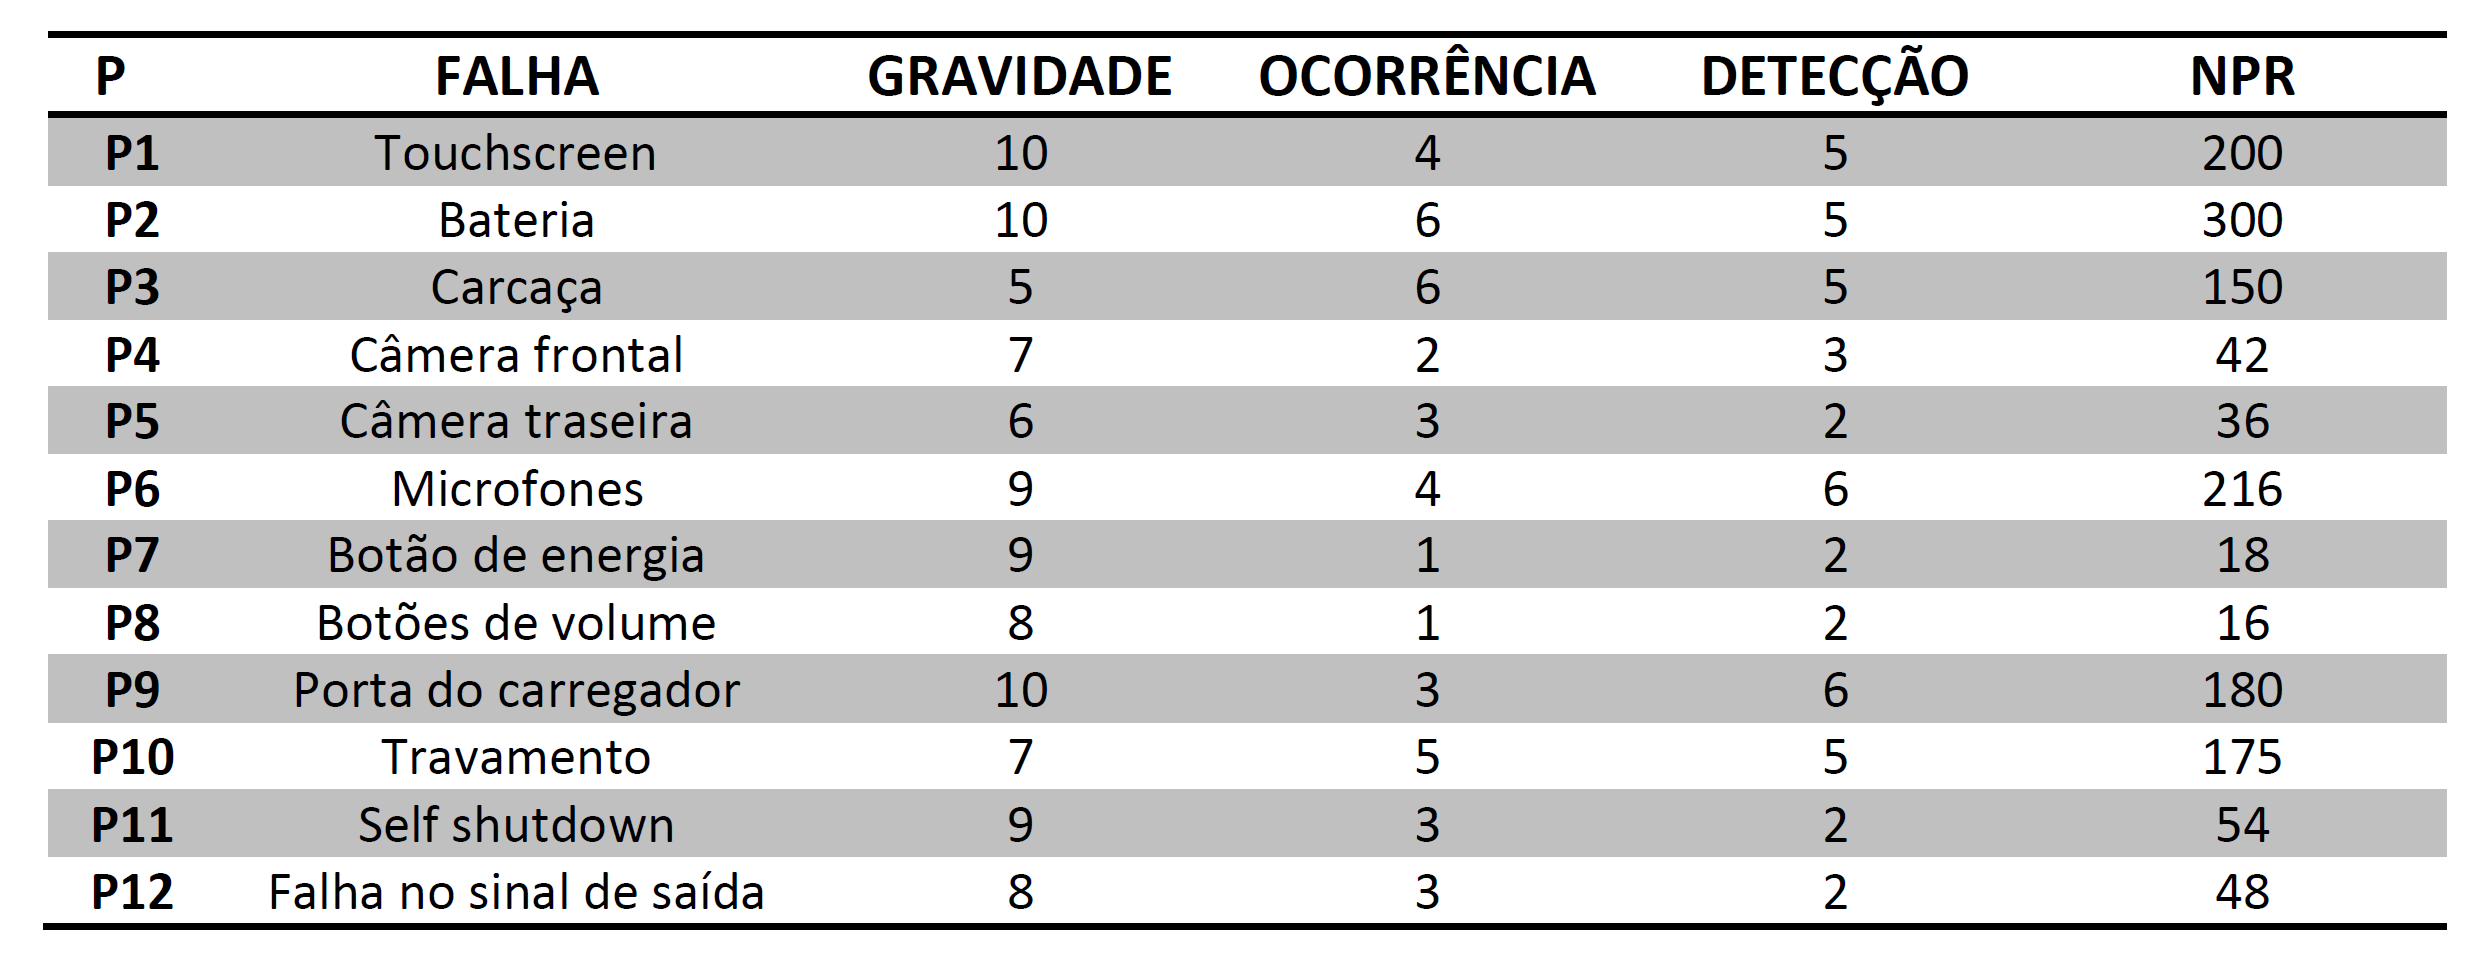 P FALHA GRAVIDADE OCORRÊNCIA DETECÇÃO NPR
P1 Touchscreen 10 4 5 200
P2 Bateria 10 6 5 300
P3 Carcaça 5 6 5 150
P4 Câmera frontal 7 2 3 42
P5 Câmera traseira 6 3 2 36
P6 Microfones 9 4 6 216
P7 Botão de energia 9 1 2 18
P8 Botões de volume 8 1 2 16
P9 Porta do carregador 10 3 6 180
P10 Travamento 7 5 5 175
P11 Self shutdown 9 3 2 54
P12 Falha no sinal de saída 8 3 2 48